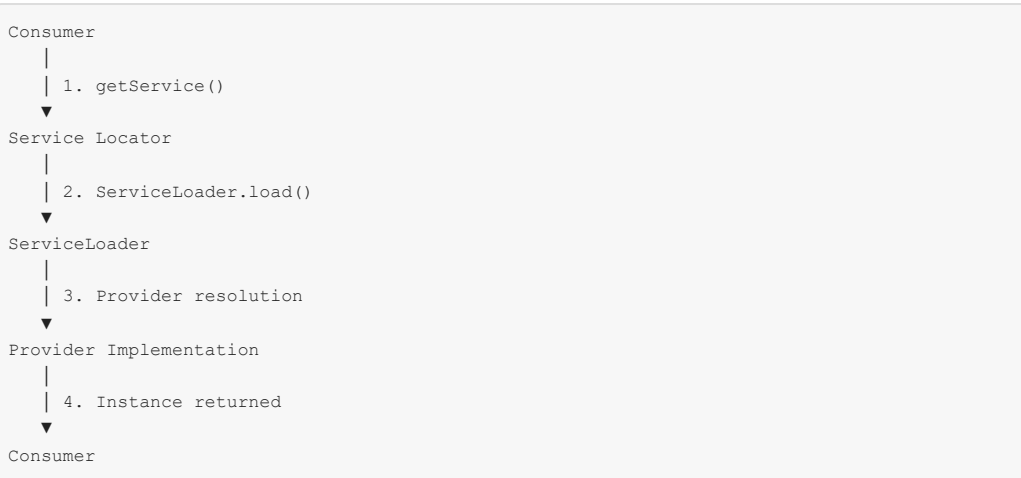 Consumer
│
│ 1. getService()
▼
Service Locator
│
│ 2. ServiceLoader.load()
▼
ServiceLoader
│
│ 3. Provider resolution
▼
Provider Implementation
│
│ 4. Instance returned
▼
Consumer